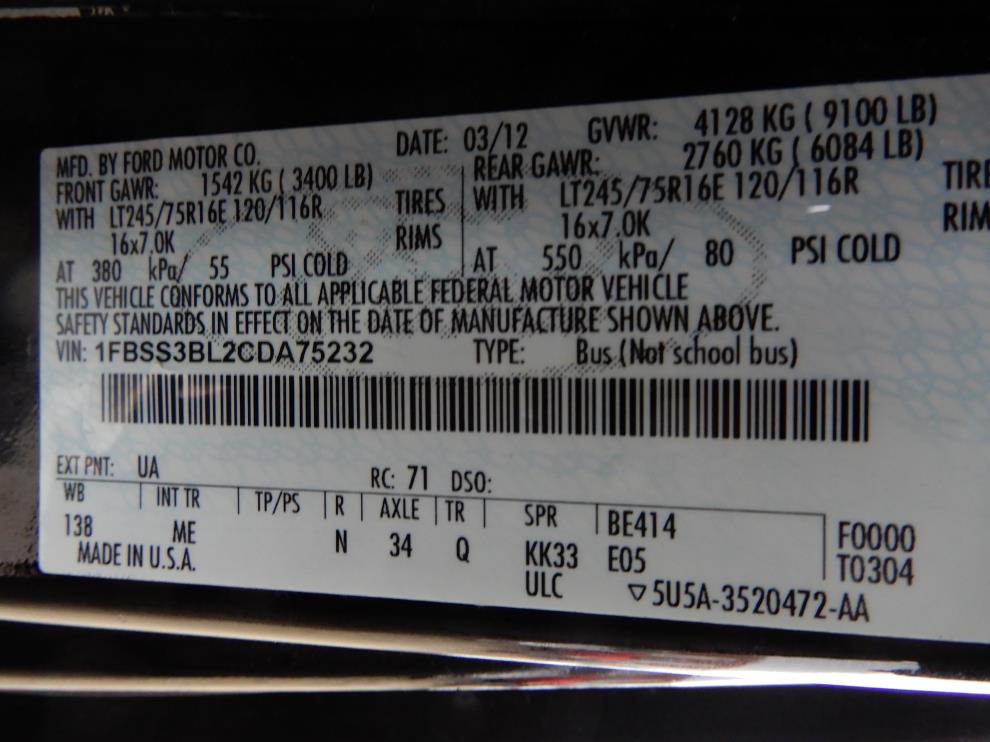 MFD. BY FORD MOTOR CO. DATE: 03/12 GVWR: 4128 KG ( 9100 LB)
FRONT GAWR: 1542 KG ( 3400 LB) REAR GAWR: 2760 KG ( 6084 LB)
WITH LT245/75R16E 120/116R TIRES WITH LT245/75R16E 120/116R TIRE
16x7.0K RIMS 16x7.0K RIM
AT 380 kPa/ 55 PSI COLD AT 550 kPa/ 80 PSI COLD
THIS VEHICLE CONFORMS TO ALL APPLICABLE FEDERAL MOTOR VEHICLE
SAFETY STANDARDS IN EFFECT ON THE DATE OF MANUFACTURE SHOWN ABOVE.
VIN: 1FBSS3BL2CDA75232 TYPE: Bus (Not school bus)
EXT PNT: UA RC: 71 DSO:
WB INT TR TP/PS R AXLE TR SPR BE414 F0000
138 ME N 34 Q KK33 E05 T0304
MADE IN U.S.A. ULC ▽5U5A-3520472-AA